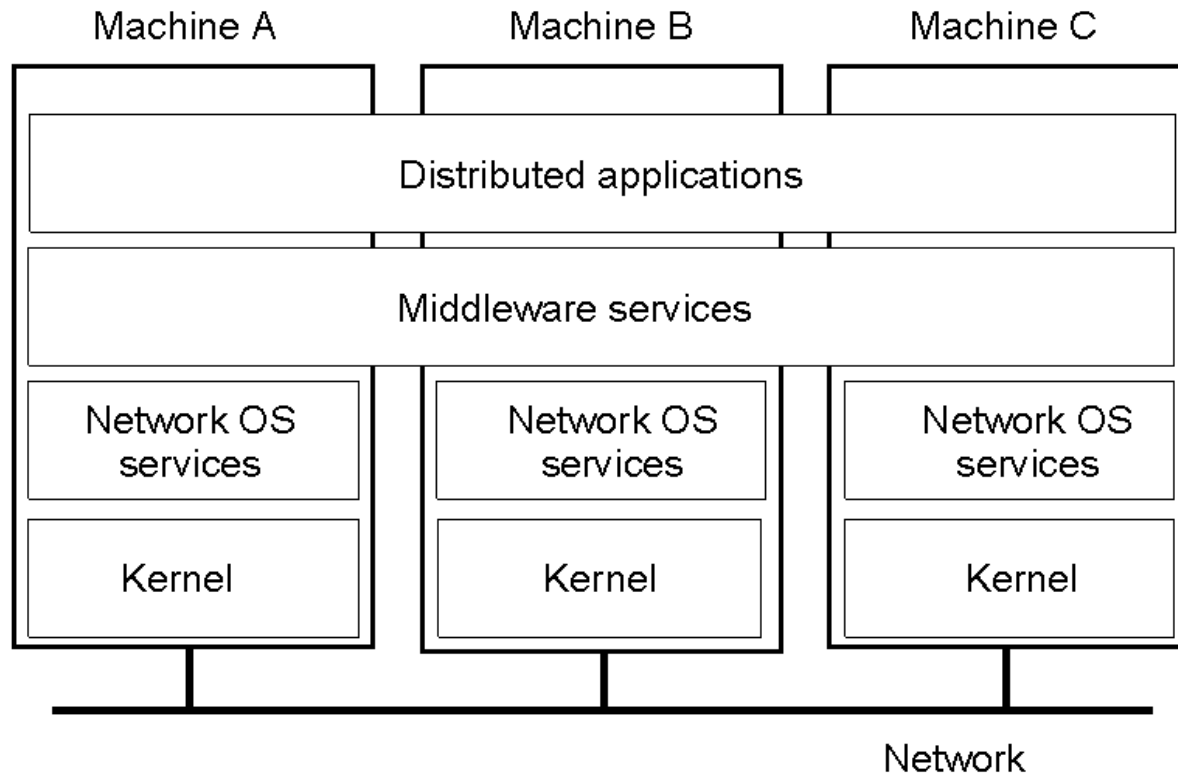 Machine A
Machine B
Machine C
Distributed applications
Middleware services
Network OS
services
Network OS
services
Network OS
services
Kernel
Kernel
Kernel
Network